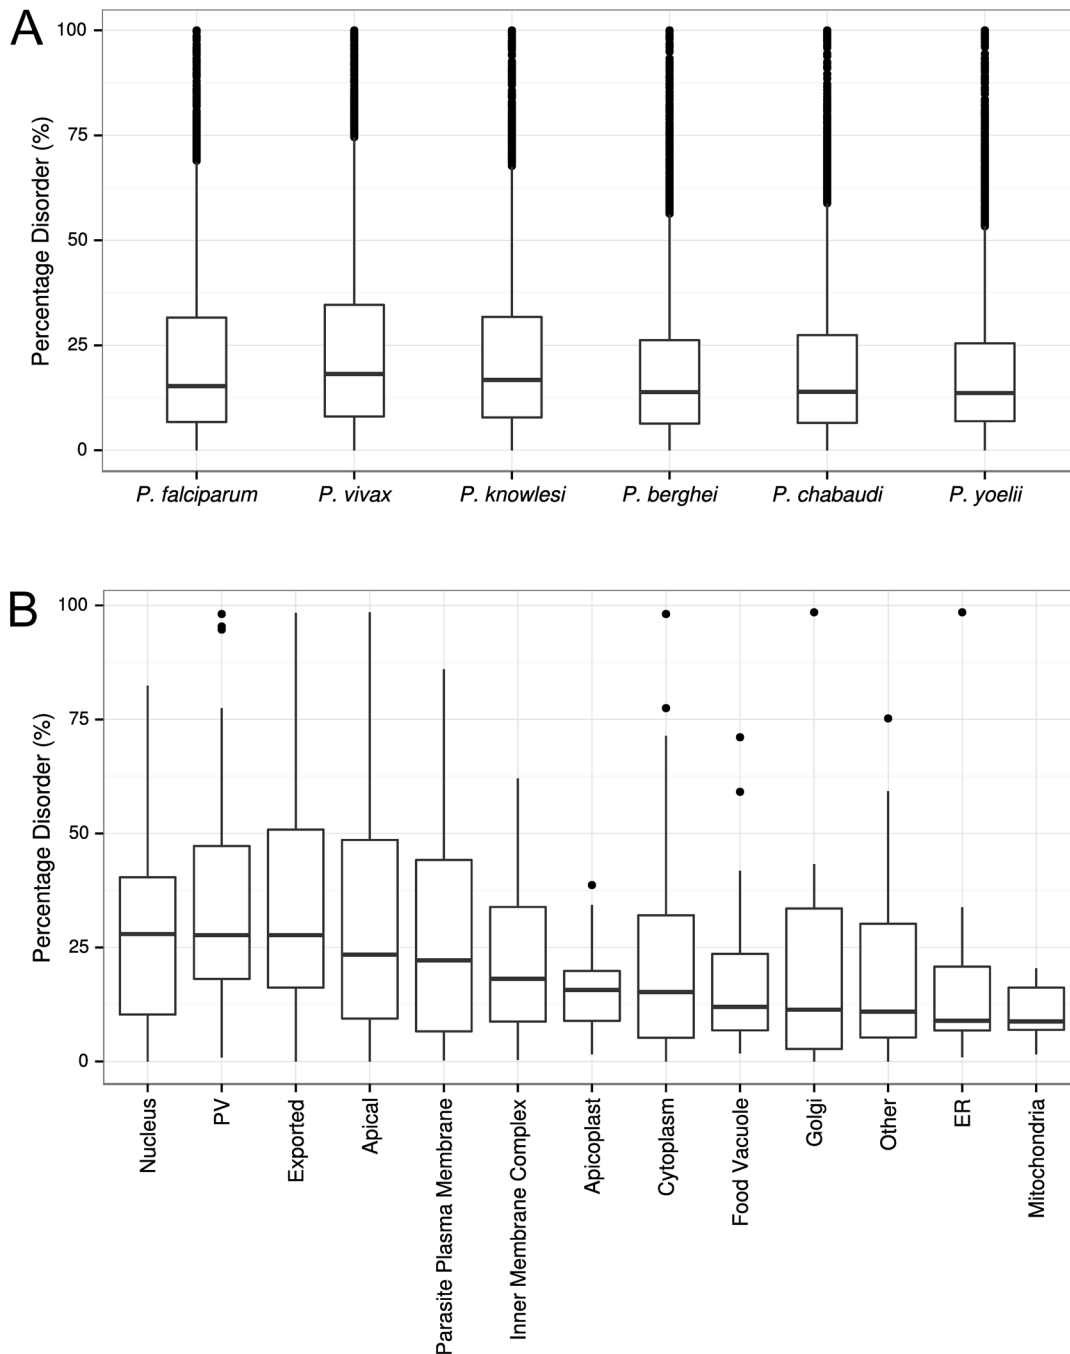 A
Percentage Disorder (%)
100
75
50
25
0
P. falciparum P. vivax P. knowlesi P. berghei P. chabaudi P. yoelii
B
Percentage Disorder (%)
100
75
50
25
0
Nucleus
PV
Exported
Apical
Parasite Plasma Membrane
Inner Membrane Complex
Apicoplast
Cytoplasm
Food Vacuole
Golgi
Other
ER
Mitochondria